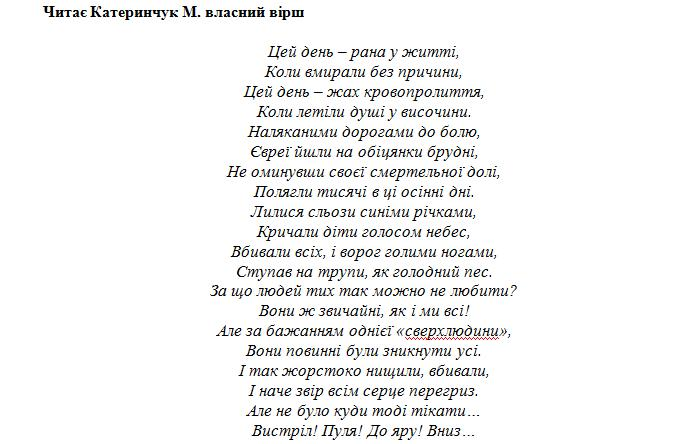 Читає Катеринчук М. власний вірш
Цей день – рана у житті,
Коли вмирали без причини,
Цей день – жах кровопролиття,
Коли летіли душі у височини.
Наляканими дорогами до болю,
Євреї йшли на обіцянки брудні,
Не оминувши своєї смертельної долі,
Полягли тисячі в ці осінні дні.
Лилися сльози синіми річками,
Кричали діти голосом небес,
Вбивали всіх, і ворог голими ногами,
Ступав на трупи, як голодний пес.
За що людей тих так можно не любити?
Вони ж звичайні, як і ми всі!
Але за бажанням однієї «сверхлюдини»,
Вони повинні були зникнути усі.
І так жорстоко нищили, вбивали,
І наче звір всім серце перегриз.
Але не було куди тоді тікати…
Вистріл! Пуля! До яру! Вниз…